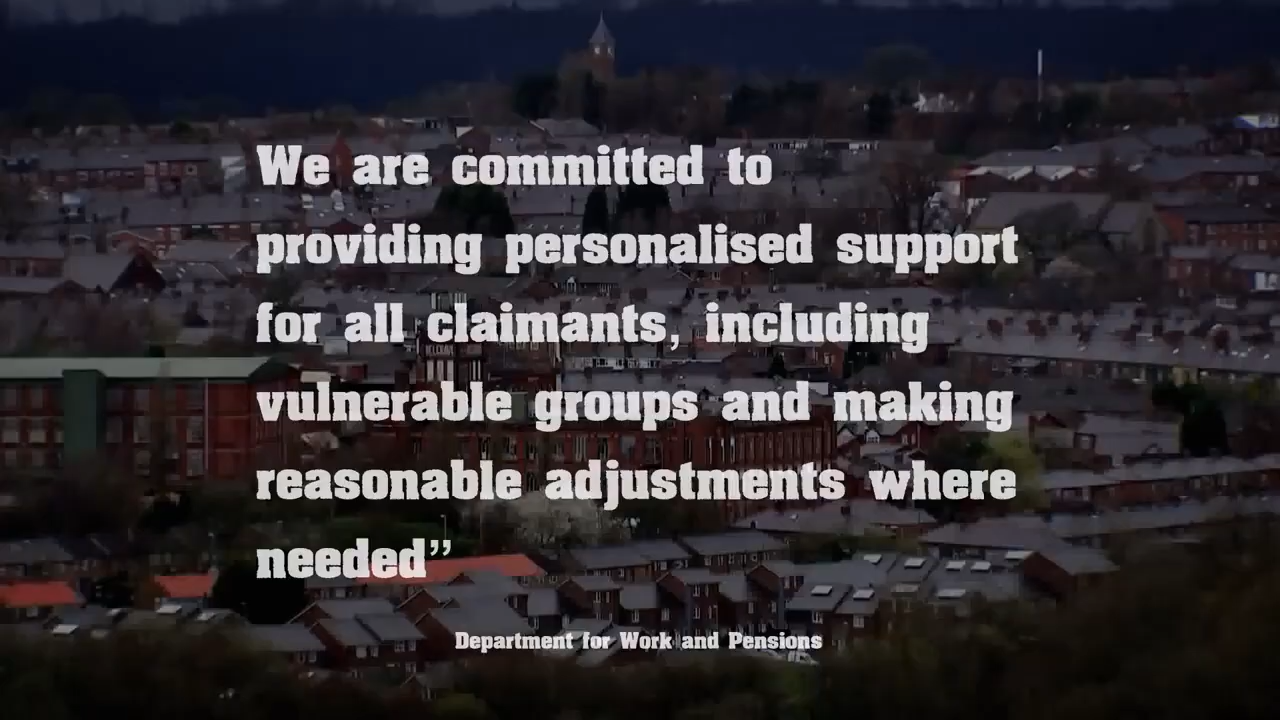 We are committed to
providing personalised support
for all claimants, including
vulnerable groups and making
reasonable adjustments where
needed”
Department for Work and Pensions